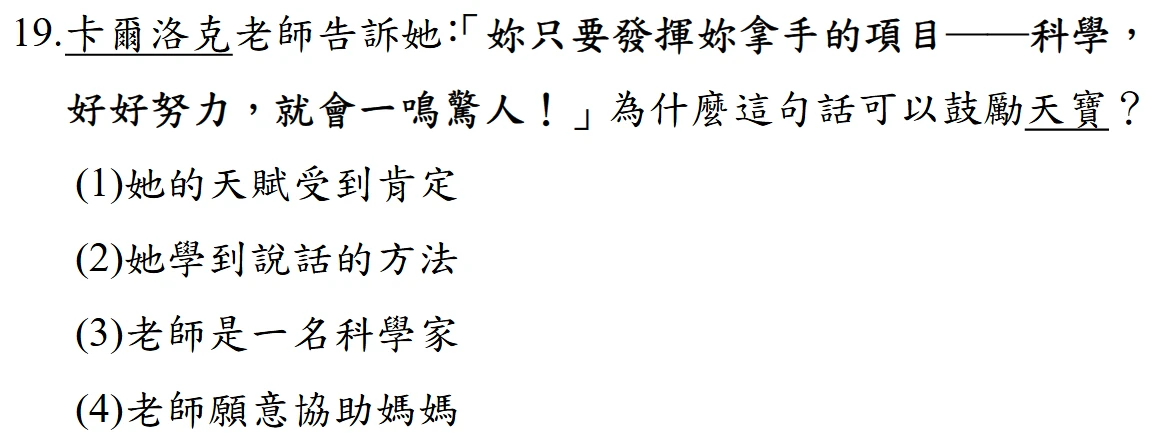 19.卡爾洛克老師告訴她:「妳只要發揮妳拿手的項目——科學，
好好努力，就會一鳴驚人！」為什麼這句話可以鼓勵天寶？
(1)她的天賦受到肯定
(2)她學到說話的方法
(3)老師是一名科學家
(4)老師願意協助媽媽